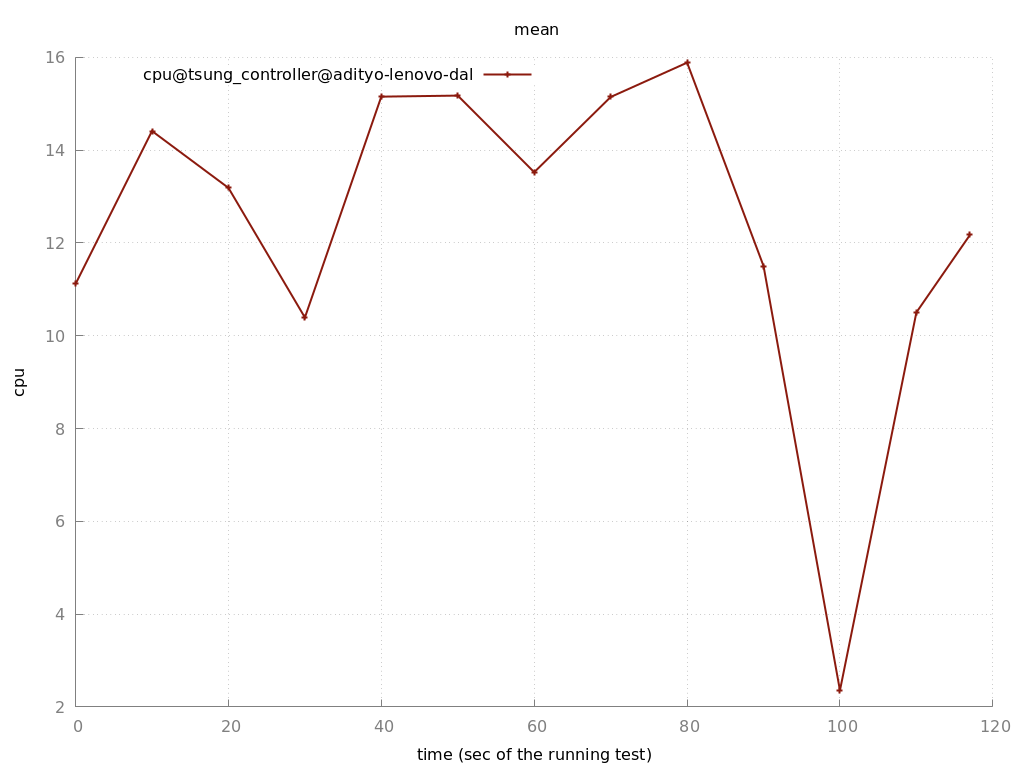 mean
16
cpu@tsung_controller@adityo-lenovo-dal
14
12
10
8
6
4
2
cpu
0 20 40 60 80 100 120
time (sec of the running test)